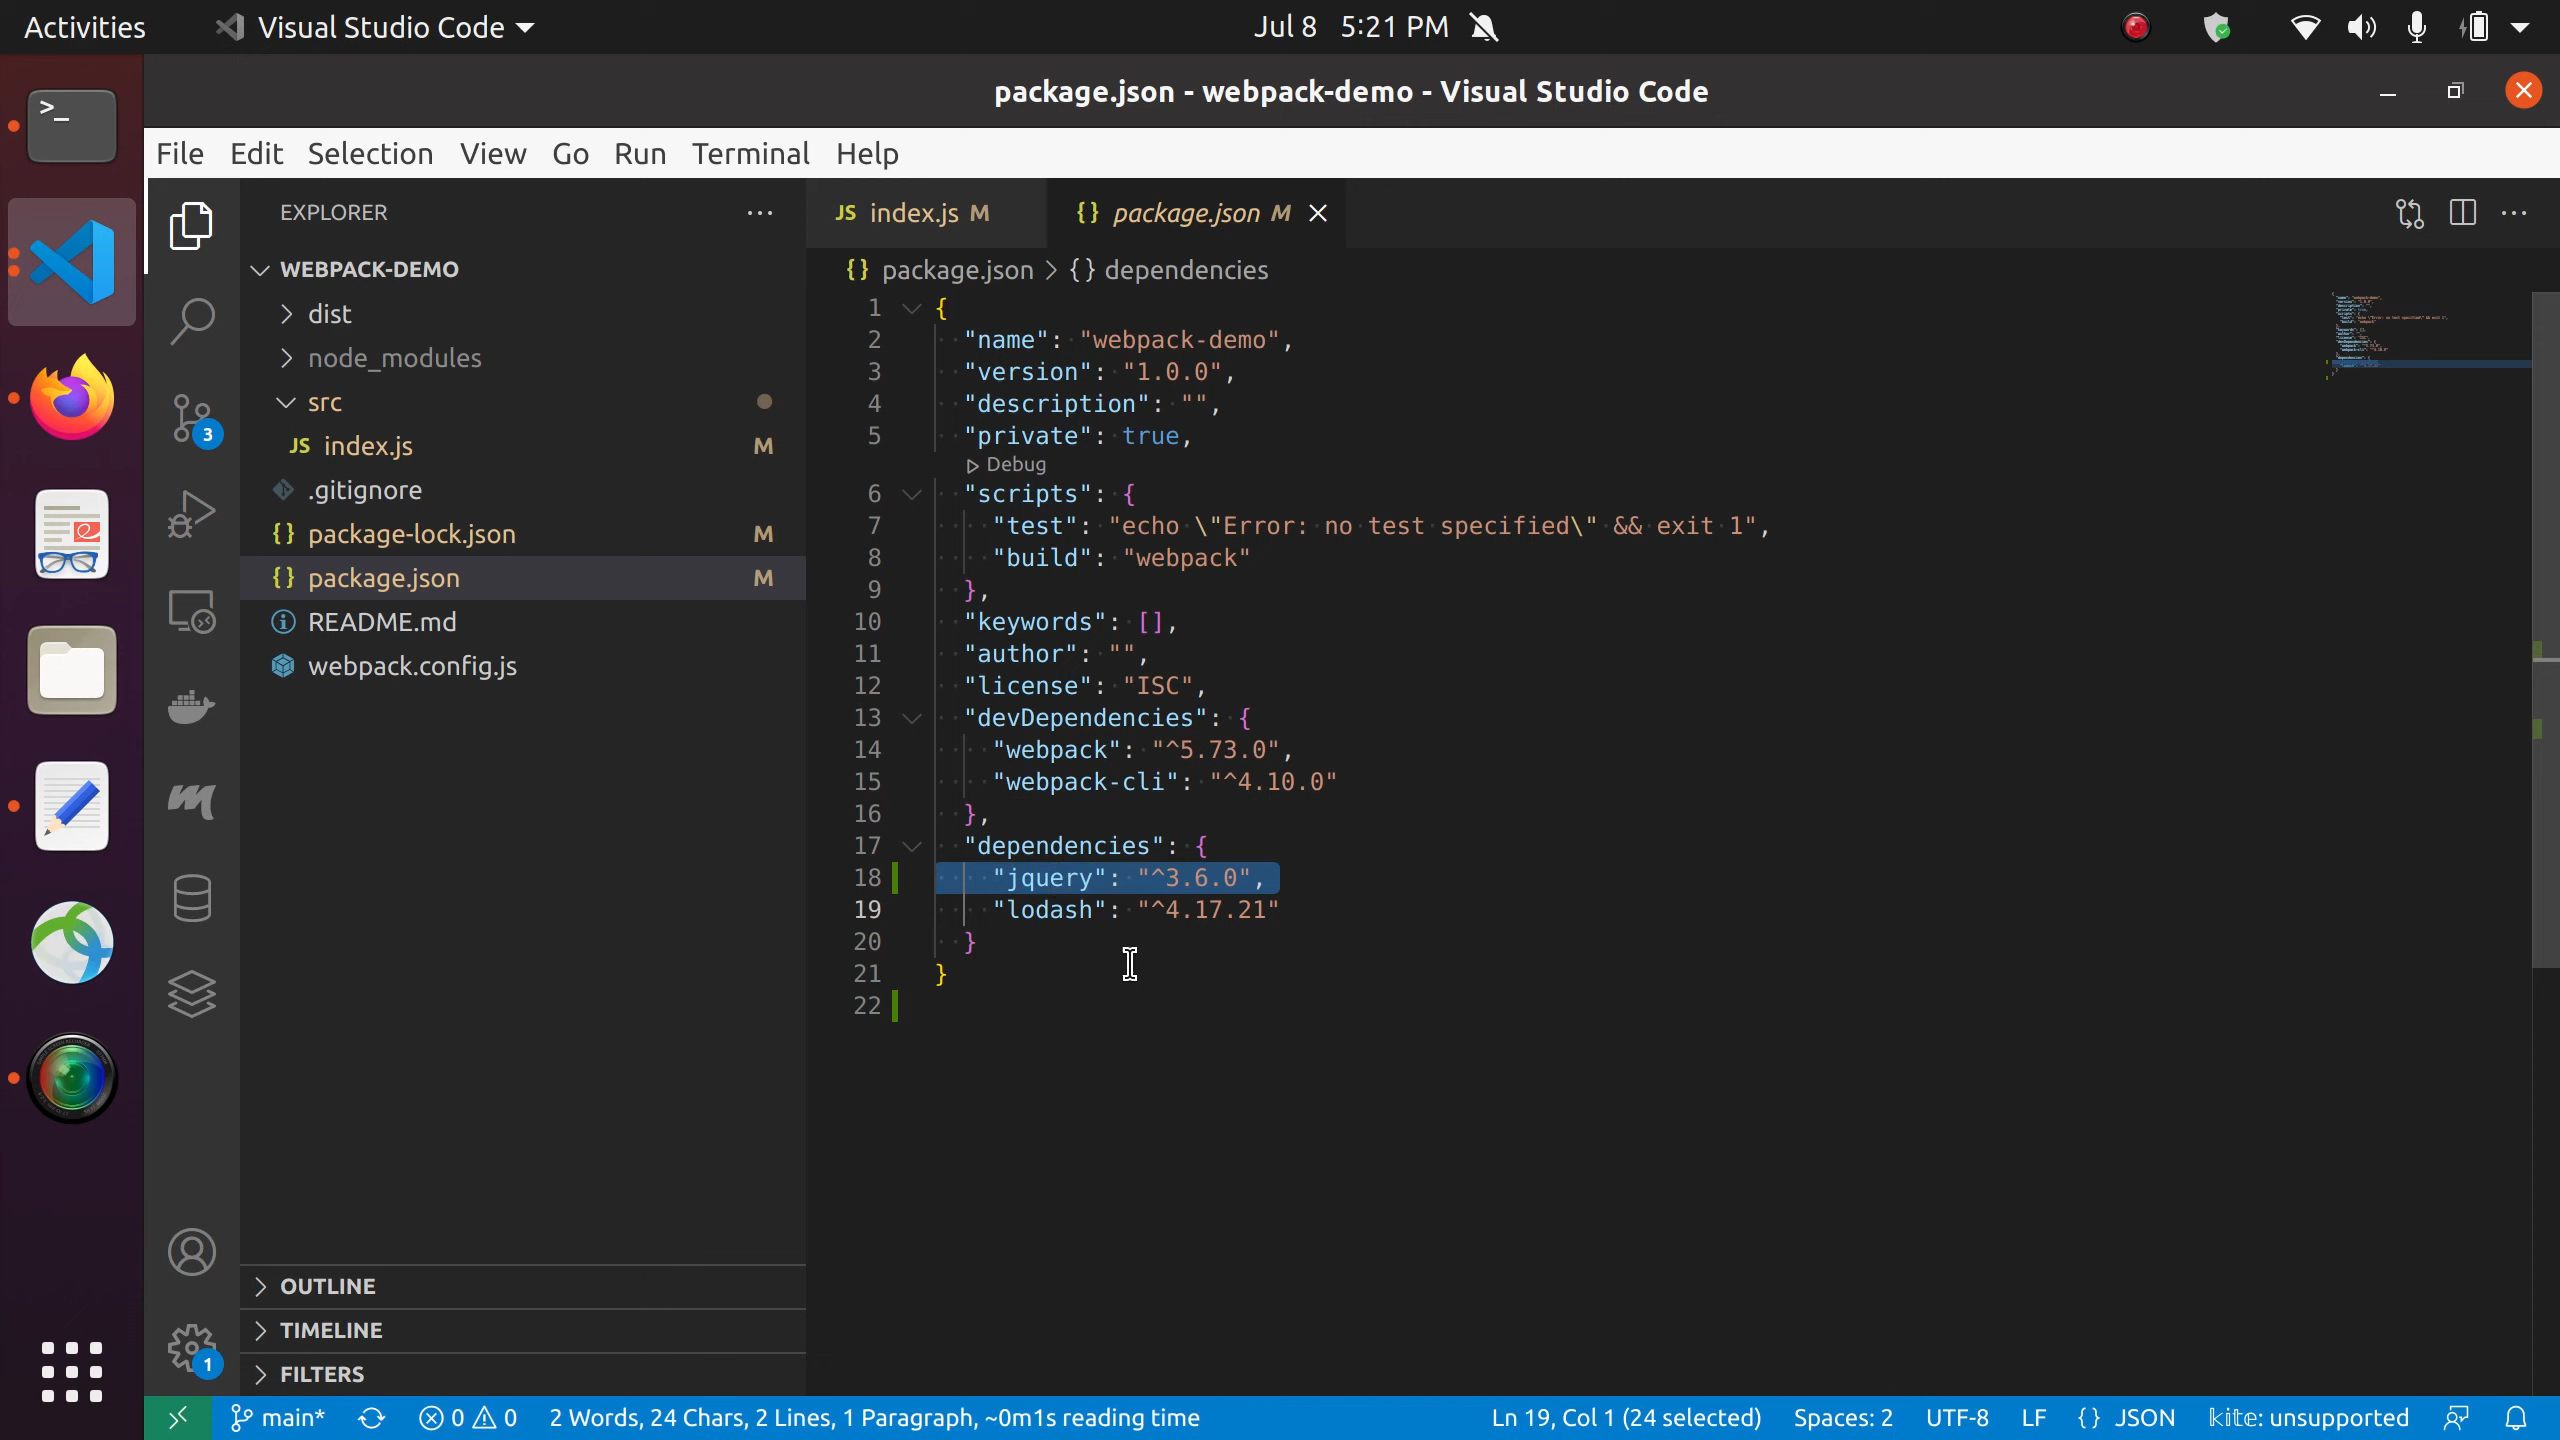 Activities
Visual Studio Code
Jul 8 5:21 PM
package.json - webpack-demo - Visual Studio Code
File Edit Selection View Go Run Terminal Help
EXPLORER
WEBPACK-DEMO
dist
node_modules
src
JS index.js M
.gitignore
{} package-lock.json M
{} package.json M
README.md
webpack.config.js
OUTLINE
TIMELINE
FILTERS
3
1
JS index.js M
{} package.json M
{} package.json > {} dependencies
1 {
2 "name": "webpack-demo",
3 "version": "1.0.0",
4 "description": "",
5 "private": true,
Debug
6 "scripts": {
7 "test": "echo \"Error: no test specified\" && exit 1",
8 "build": "webpack"
9 },
10 "keywords": [],
11 "author": "",
12 "license": "ISC",
13 "devDependencies": {
14 "webpack": "^5.73.0",
15 "webpack-cli": "^4.10.0"
16 },
17 "dependencies": {
18 "jquery": "^3.6.0",
19 "lodash": "^4.17.21"
20 }
21 }
22
main* 0 0 2 Words, 24 Chars, 2 Lines, 1 Paragraph, ~0m1s reading time Ln 19, Col 1 (24 selected) Spaces: 2 UTF-8 LF {} JSON kite: unsupported